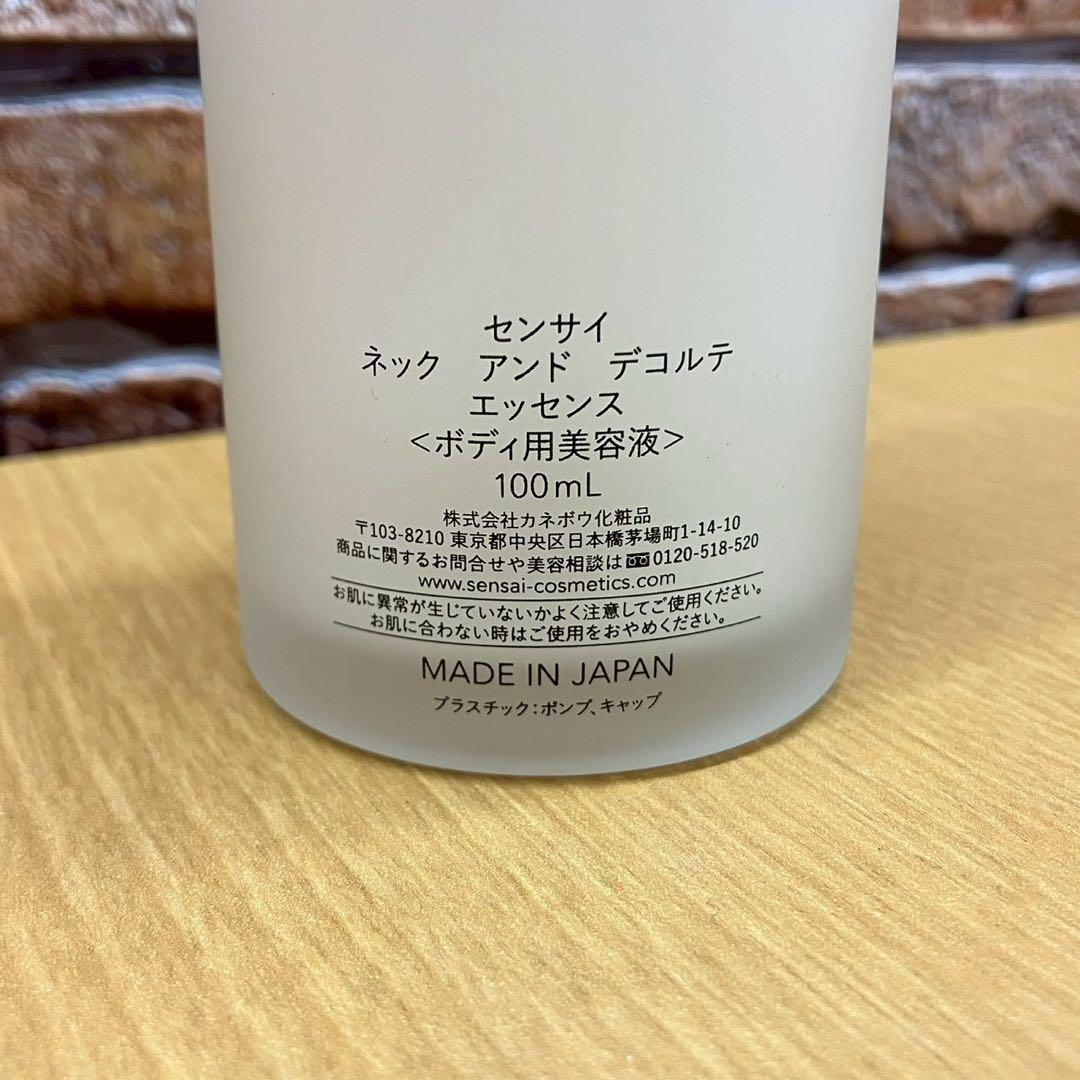 センサイ
ネック　アンド　デコルテ
エッセンス
<ボディ用美容液>
100mL
株式会社カネボウ化粧品
〒103-8210 東京都中央区日本橋茅場町1-14-10
商品に関するお問合せや美容相談は 0120-518-520
www.sensai-cosmetics.com
お肌に異常が生じていないかよく注意してご使用ください。
お肌に合わない時はご使用をおやめください。
MADE IN JAPAN
プラスチック：ポンプ、キャップ